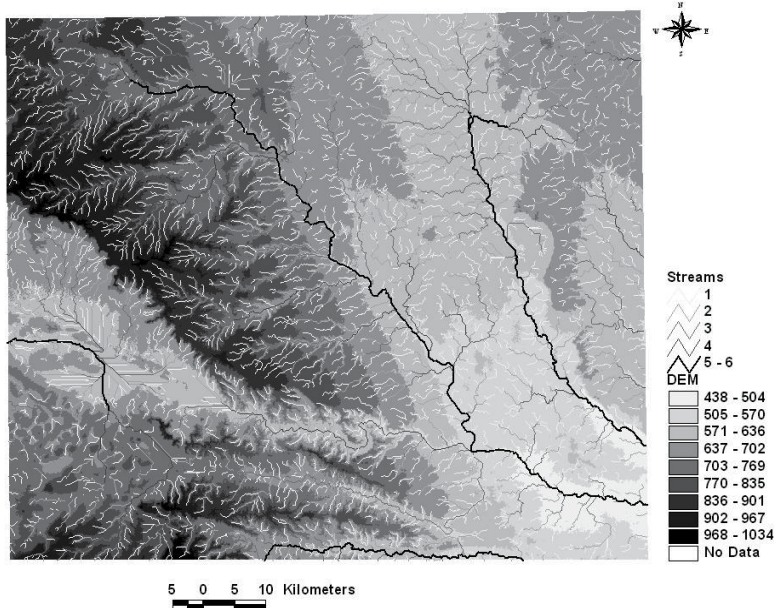 N
W E
S
Streams
1
2
3
4
5 - 6
DEM
438 - 504
505 - 570
571 - 636
637 - 702
703 - 769
770 - 835
836 - 901
902 - 967
968 - 1034
No Data
5 0 5 10 Kilometers